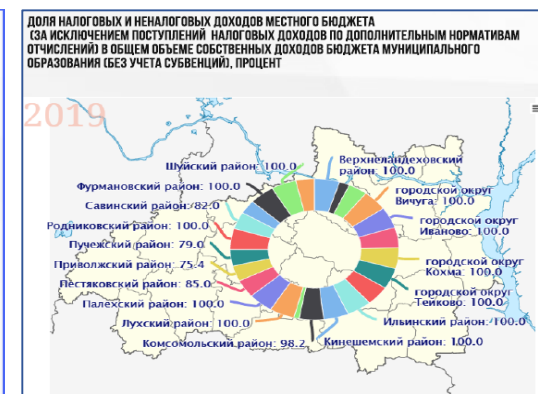 ДОЛЯ НАЛОГОВЫХ И НЕНАЛОГОВЫХ ДОХОДОВ МЕСТНОГО БЮДЖЕТА
(ЗА ИСКЛЮЧЕНИЕМ ПОСТУПЛЕНИЙ НАЛОГОВЫХ ДОХОДОВ ПО ДОПОЛНИТЕЛЬНЫМ НОРМАТИВАМ
ОТЧИСЛЕНИЙ) В ОБЩЕМ ОБЪЕМЕ СОБСТВЕННЫХ ДОХОДОВ БЮДЖЕТА МУНИЦИПАЛЬНОГО
ОБРАЗОВАНИЯ (БЕЗ УЧЕТА СУБВЕНЦИЙ), ПРОЦЕНТ
2019
Верхнеландеховский
район: 100.0
городской округ
Вичуга: 100.0
городской округ
Иваново: 100.0
городской округ
Кохма: 100.0
городской округ
Тейково: 100.0
Ильинский район: 100.0
Кинешемский район: 100.0
Комсомольский район: 98.2
Лухский район: 100.0
Палехский район: 100.0
Пестяковский район: 85.0
Приволжский район: 75.4
Пучежский район: 79.0
Родниковский район: 100.0
Савинский район: 82.0
Фурмановский район: 100.0
Шуйский район: 100.0